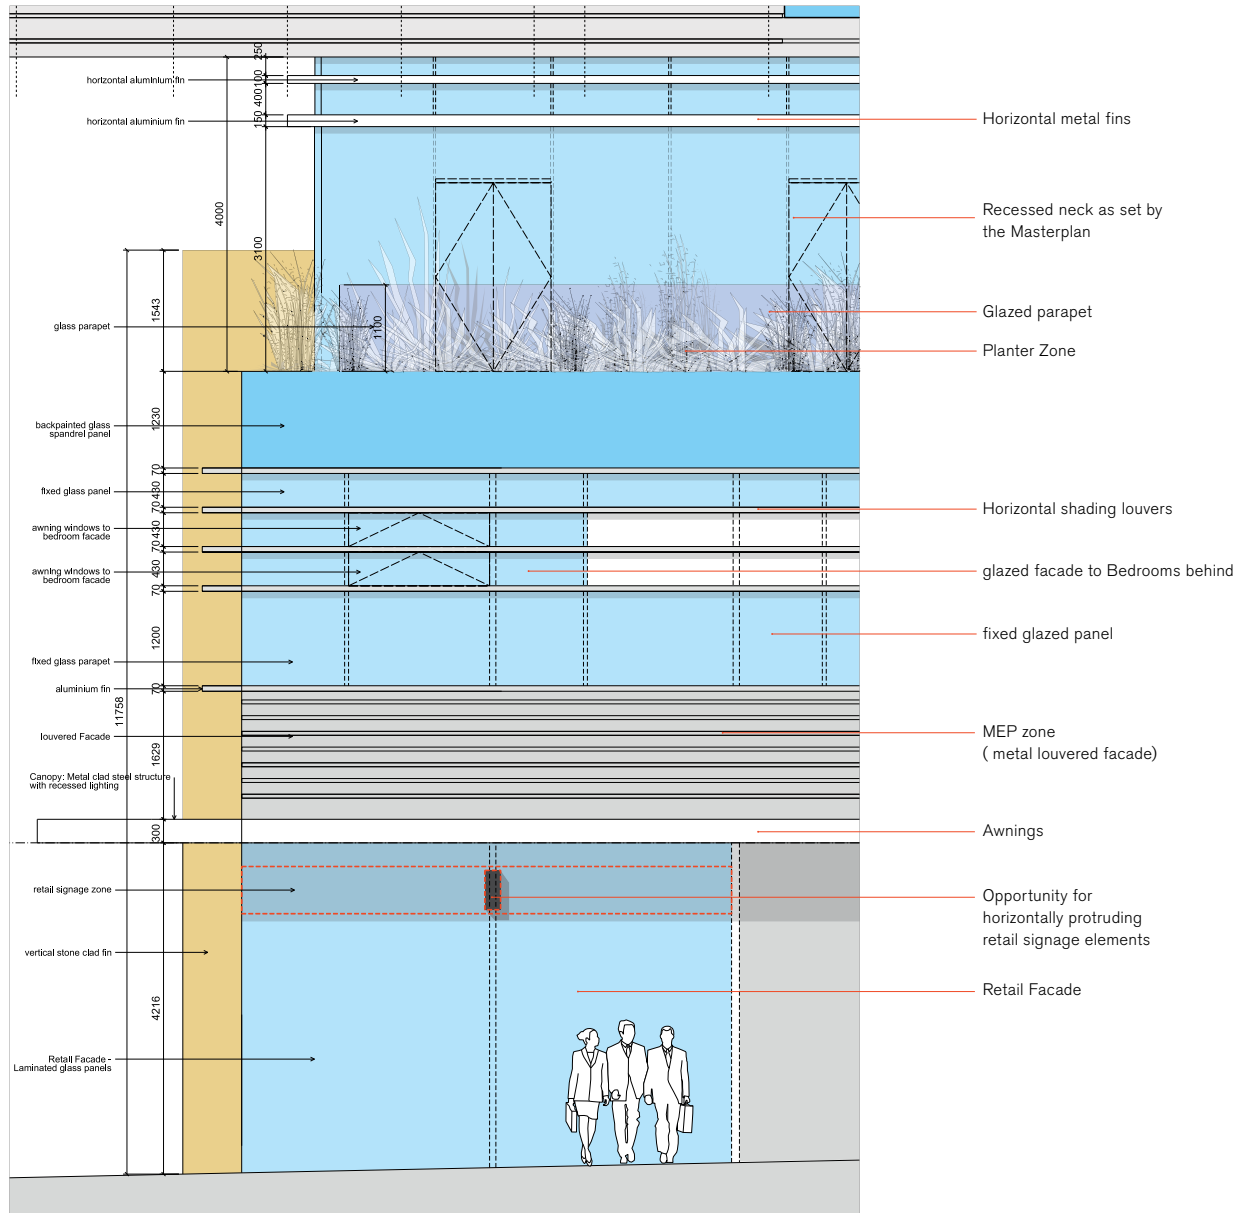 horizontal aluminium fin
horizontal aluminium fin
glass parapet
backpainted glass
spandrel panel
fixed glass panel
awning windows to
bedroom facade
awning windows to
bedroom facade
fixed glass parapet
aluminium fin
louvered Facade
Canopy: Metal clad steel structure
with recessed lighting
retail signage zone
vertical stone clad fin
Retail Facade -
Laminated glass panels
250
100
400
150
3100
4000
1543
1100
1230
70
430
70
430
70
430
70
1200
70
11758
1629
300
4216
Horizontal metal fins
Recessed neck as set by
the Masterplan
Glazed parapet
Planter Zone
Horizontal shading louvers
glazed facade to Bedrooms behind
fixed glazed panel
MEP zone
( metal louvered facade)
Awnings
Opportunity for
horizontally protruding
retail signage elements
Retail Facade